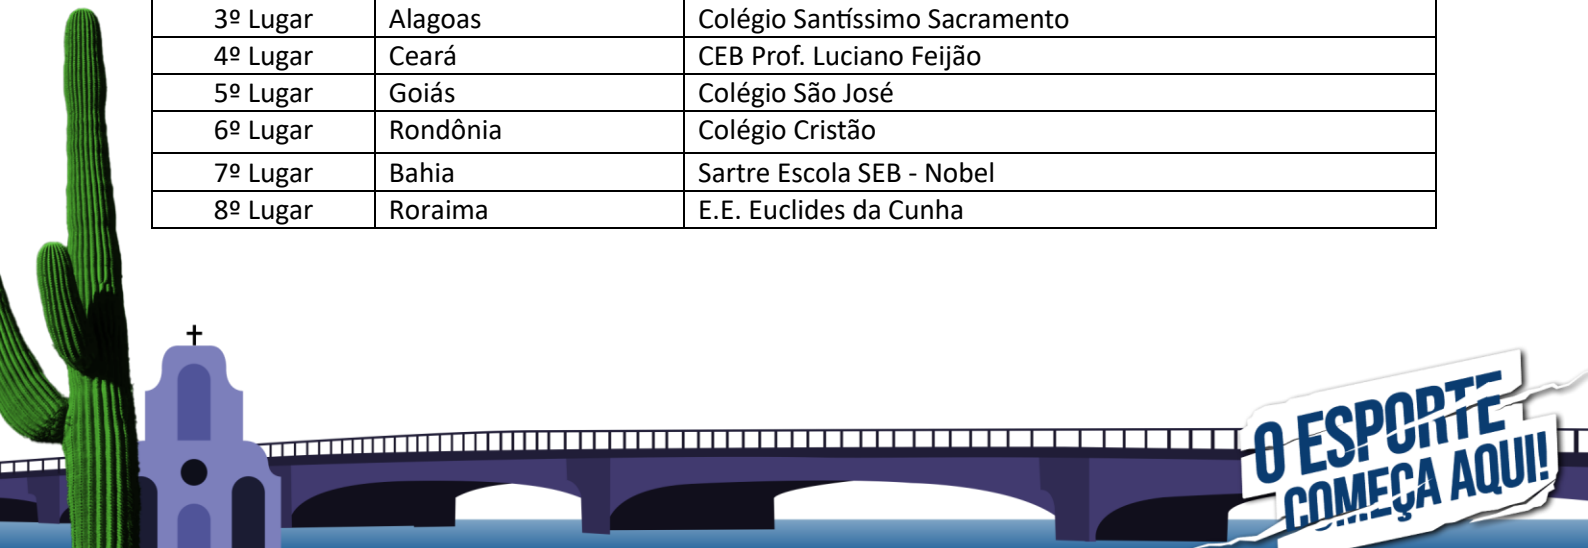 3º Lugar Alagoas Colégio Santíssimo Sacramento
4º Lugar Ceará CEB Prof. Luciano Feijão
5º Lugar Goiás Colégio São José
6º Lugar Rondônia Colégio Cristão
7º Lugar Bahia Sartre Escola SEB - Nobel
8º Lugar Roraima E.E. Euclides da Cunha
O ESPORTE
COMEÇA AQUI!